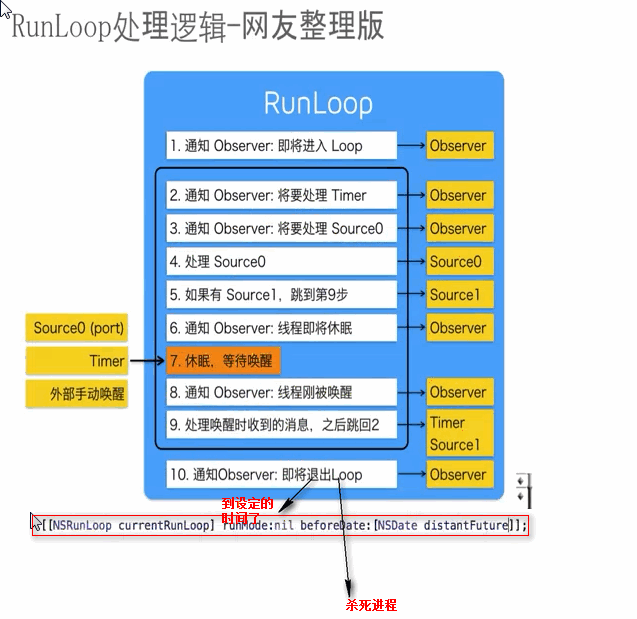 RunLoop处理逻辑-网友整理版
RunLoop
1. 通知 Observer: 即将进入 Loop
Observer
2. 通知 Observer: 将要处理 Timer
Observer
3. 通知 Observer: 将要处理 Source0
Observer
4. 处理 Source0
Source0
5. 如果有 Source1，跳到第9步
Source1
Source0 (port)
6. 通知 Observer: 线程即将休眠
Observer
Timer
7. 休眠，等待唤醒
外部手动唤醒
8. 通知 Observer: 线程刚被唤醒
Observer
9. 处理唤醒时收到的消息，之后跳回2
Timer
Source1
10. 通知Observer: 即将退出Loop
Observer
到设定的
时间了
[[NSRunLoop currentRunLoop] runMode:nil beforeDate:[NSDate distantFuture]];
杀死进程